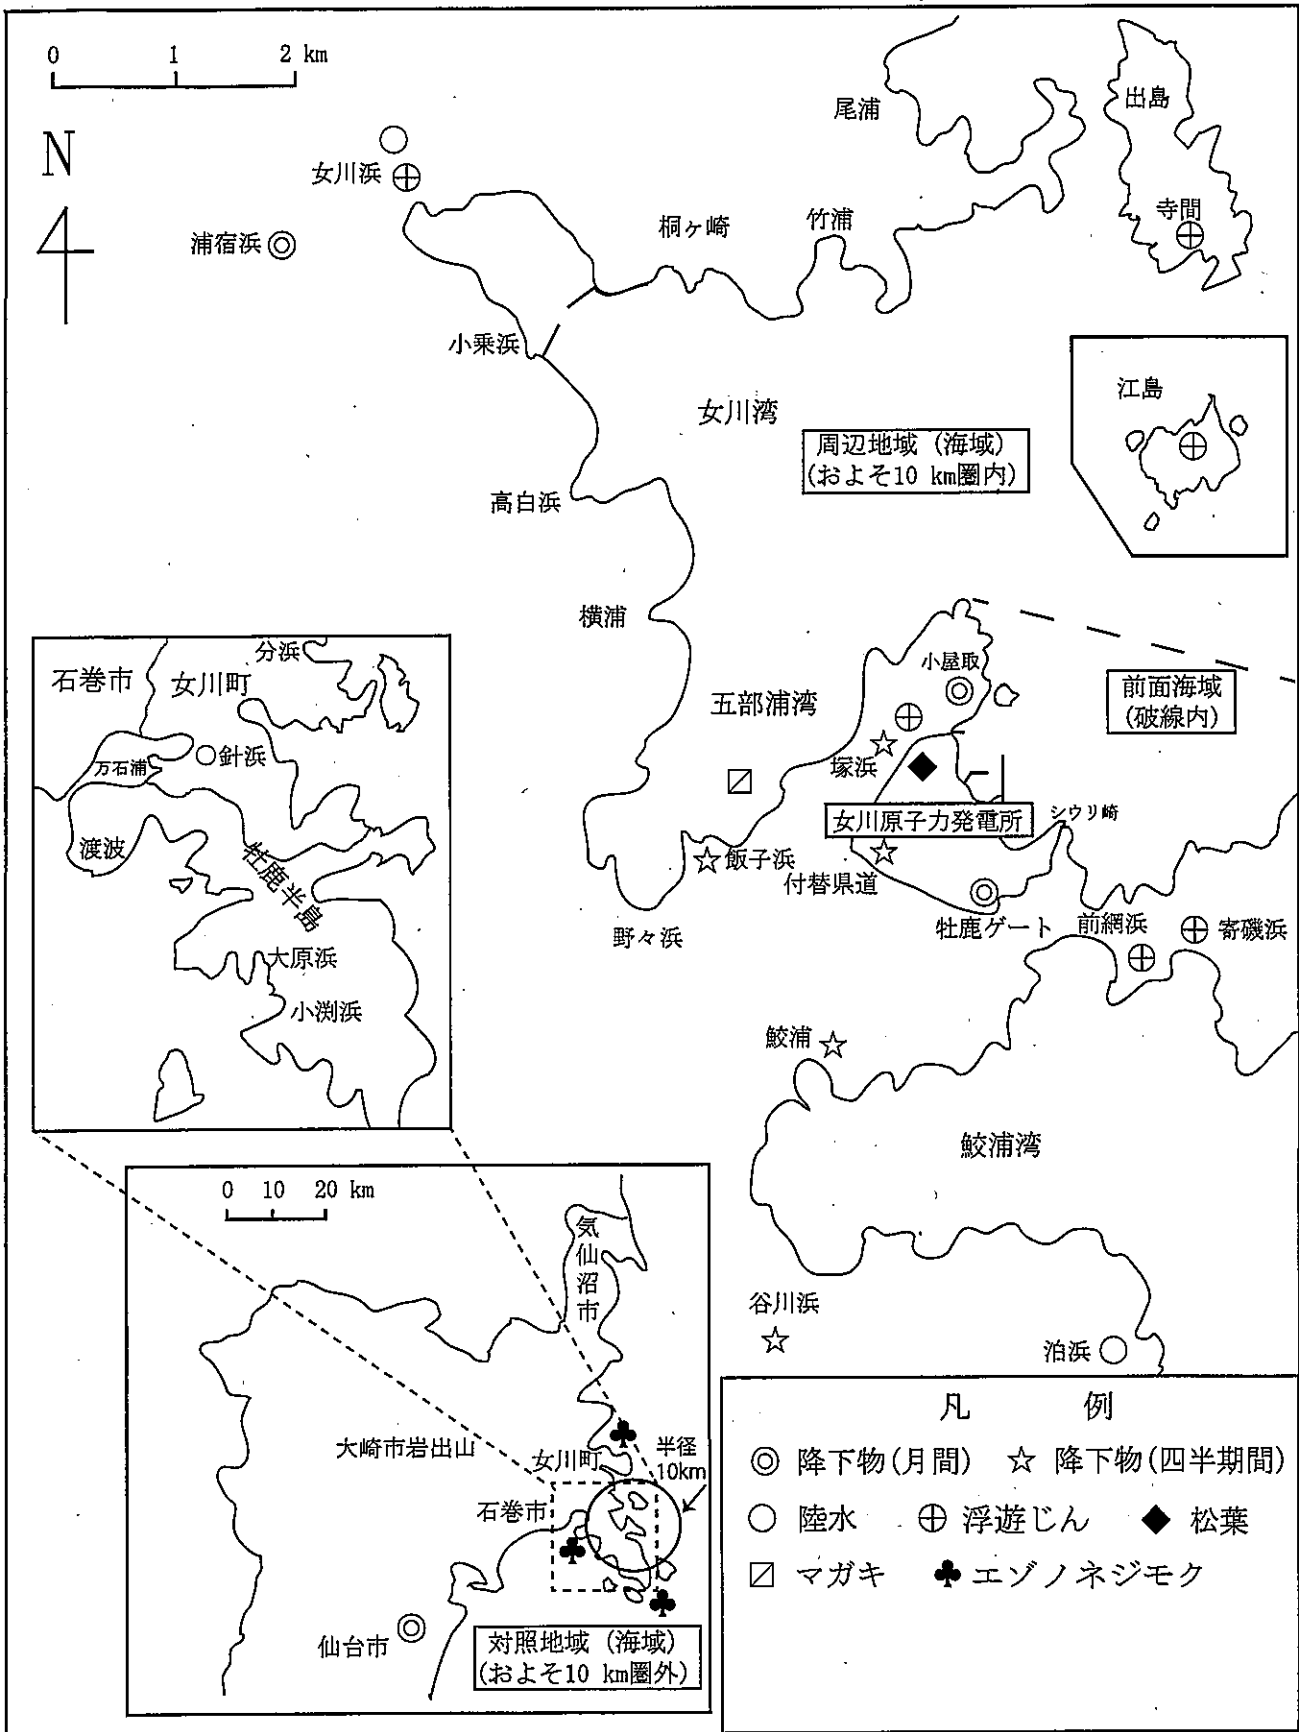 0 1 2 km
N
女川浜
浦宿浜
小乗浜
桐ヶ崎
竹浦
尾浦
出島
寺間
女川湾
江島
周辺地域 (海域)
(およそ10 km圏内)
高白浜
横浦
五部浦湾
小屋取
前面海域
(破線内)
塚浜
女川原子力発電所
シウリ崎
飯子浜
付替県道
野々浜
牡鹿ゲート
前網浜
寄磯浜
鮫浦
鮫浦湾
谷川浜
泊浜
石巻市
女川町
分浜
万石浦
針浜
渡波
牡鹿半島
大原浜
小渕浜
0 10 20 km
気仙沼市
大崎市岩出山
女川町
半径
10km
石巻市
仙台市
対照地域 (海域)
(およそ10 km圏外)
凡 例
降下物(月間) 降下物(四半期間)
陸水 浮遊じん 松葉
マガキ エゾノネジモク